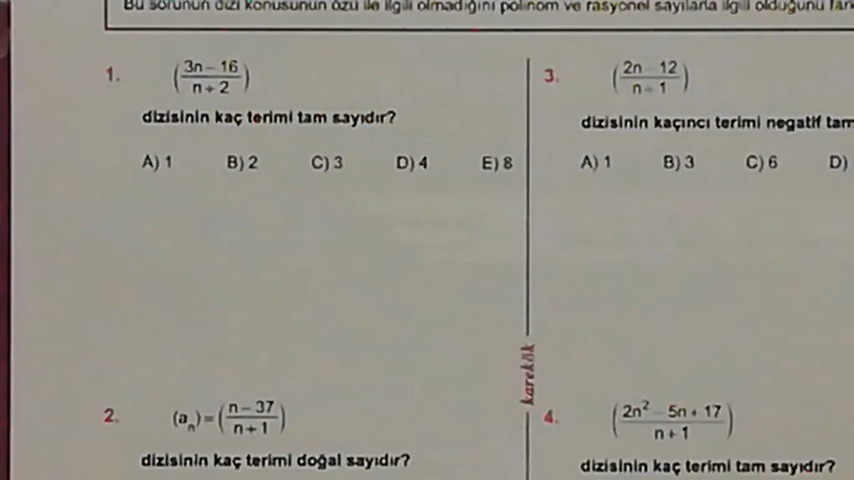 Bu sorunun dizi konusunun özü ile ilgili olmadığını polinom ve rasyonel sayılarla ilgili olduğunu
1. (3n - 16 / n + 2)
dizisinin kaç terimi tam sayıdır?
A) 1 B) 2 C) 3 D) 4 E) 8
2. (aₙ) = (n - 37 / n + 1)
dizisinin kaç terimi doğal sayıdır?
karekök
3. (2n - 12 / n + 1)
dizisinin kaçıncı terimi negatif tam
A) 1 B) 3 C) 6 D)
4. (2n² - 5n + 17 / n + 1)
dizisinin kaç terimi tam sayıdır?